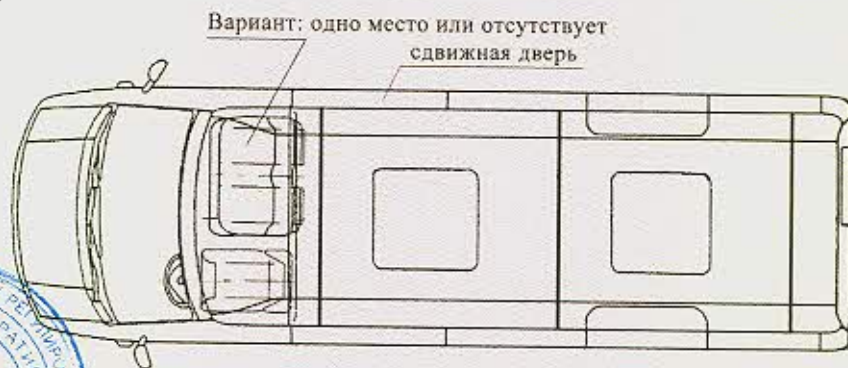 Вариант: одно место или отсутствует
сдвижная дверь